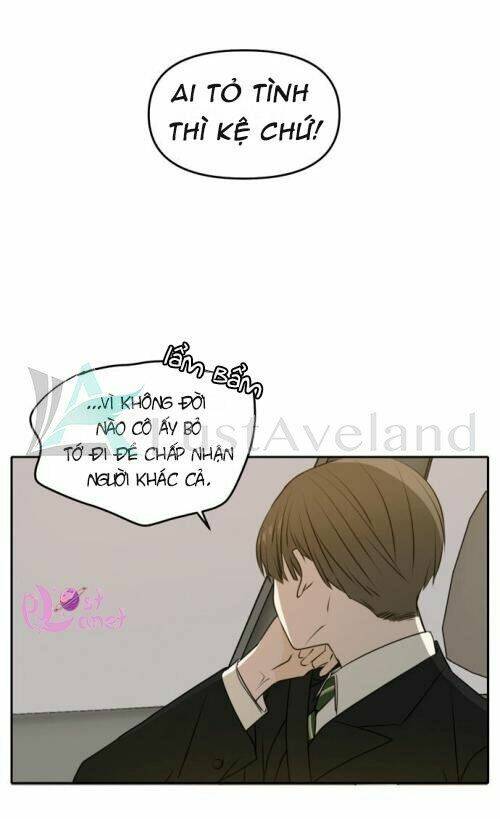 AI TỎ TÌNH
THÌ KỆ CHỨ!
lẩm Bẩm
...VÌ KHÔNG ĐỜI
NÀO CÔ ẤY BỎ
TỚ ĐI ĐỂ CHẤP NHẬN
NGƯỜI KHÁC CẢ.
TrustAveland
Lost
Planet